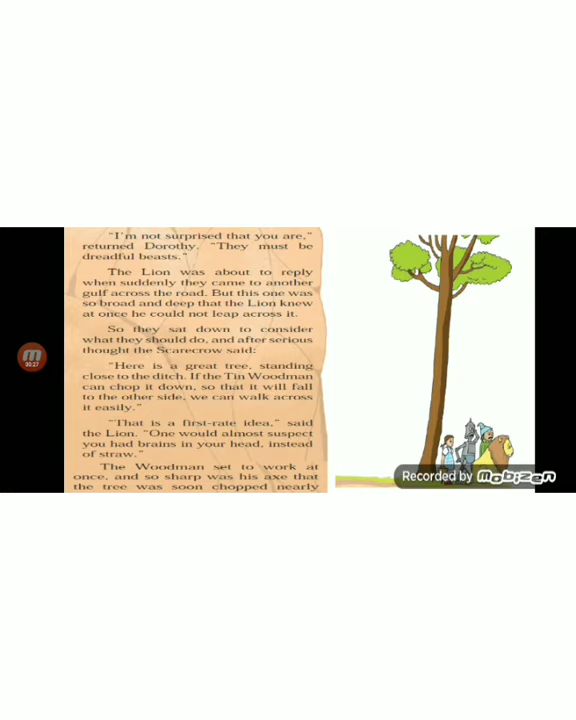 "I'm not surprised that you are,"
returned Dorothy. "They must be
dreadful beasts."
The Lion was about to reply
when suddenly they came to another
gulf across the road. But this one was
so broad and deep that the Lion knew
at once he could not leap across it.
So they sat down to consider
what they should do, and after serious
thought the Scarecrow said:
"Here is a great tree, standing
close to the ditch. If the Tin Woodman
can chop it down, so that it will fall
to the other side, we can walk across
it easily."
"That is a first-rate idea," said
the Lion. "One would almost suspect
you had brains in your head, instead
of straw."
The Woodman set to work at
once, and so sharp was his axe that
the tree was soon chopped nearly
00:27
Recorded by Mobizen